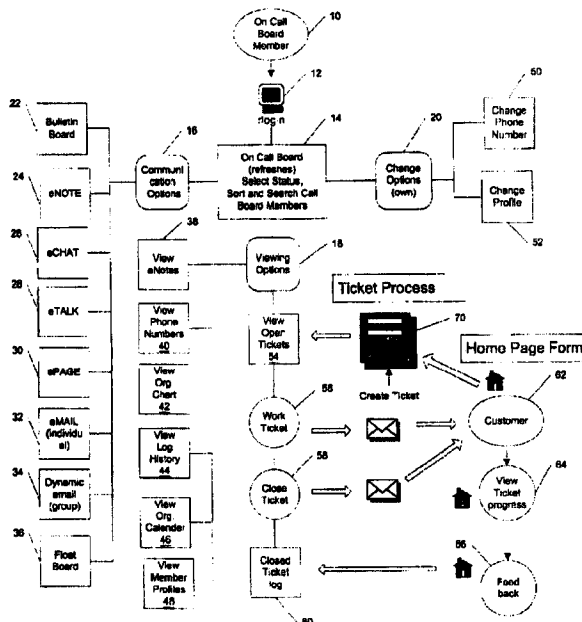 On Call
Board
Member
10
12
rlogin
14
On Call Board
(refreshes)
Select Status,
Sort and Search Call
Board Members
16
Communi
cation
Options
20
Change
Options
(own)
50
Change
Phone
Number
Change
Profile
52
22
Bulletin
Board
24
eNOTE
26
eCHAT
28
eTALK
30
ePAGE
32
eMAIL
(individu
al)
34
Dynamic
email
(group)
36
Float
Board
38
View
eNotes
View
Phone
Numbers
40
View
Org
Chart
42
View
Log
History
44
View
Org
Calender
46
View
Member
Profiles
48
18
Viewing
Options
View
Open
Tickets
54
56
Work
Ticket
58
Close
Ticket
Closed
Ticket
log
60
Ticket Process
70
Create Ticket
Home Page Form
62
Customer
64
View
Ticket
progress
66
Feed
back